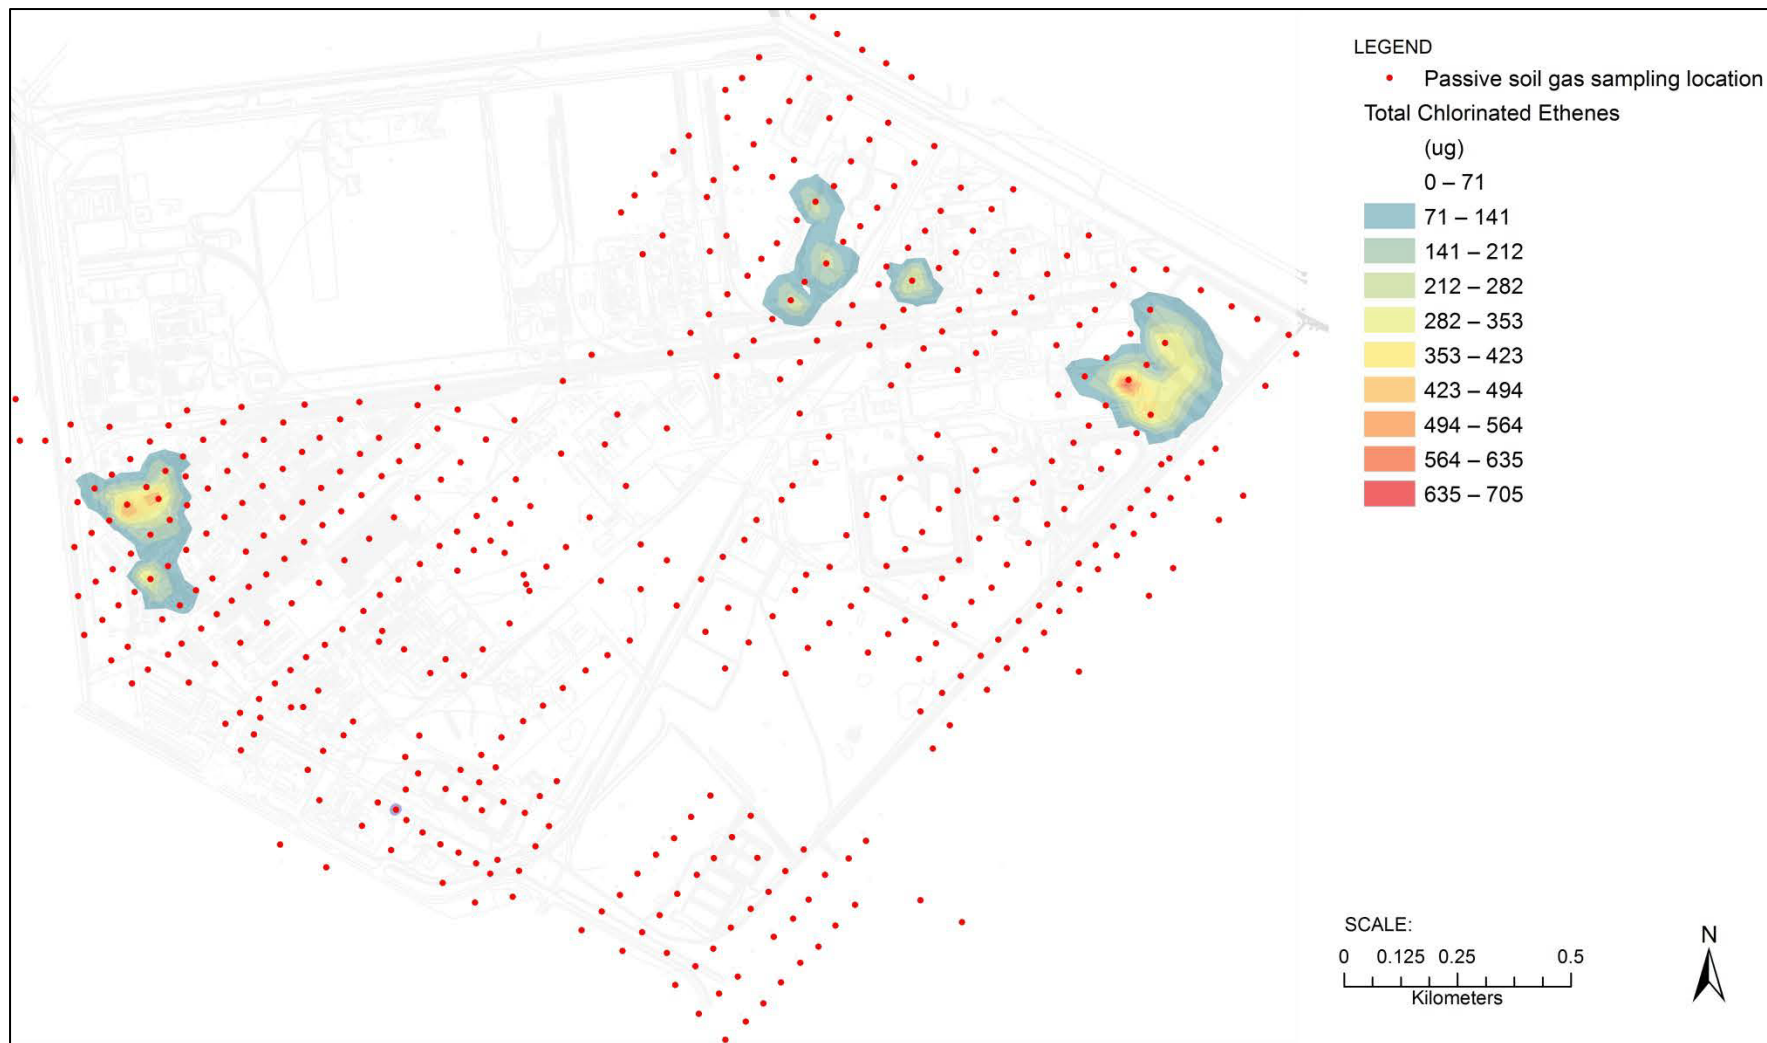 LEGEND
Passive soil gas sampling location
Total Chlorinated Ethenes
(ug)
0 – 71
71 – 141
141 – 212
212 – 282
282 – 353
353 – 423
423 – 494
494 – 564
564 – 635
635 – 705
SCALE:
0 0.125 0.25 0.5
Kilometers
N